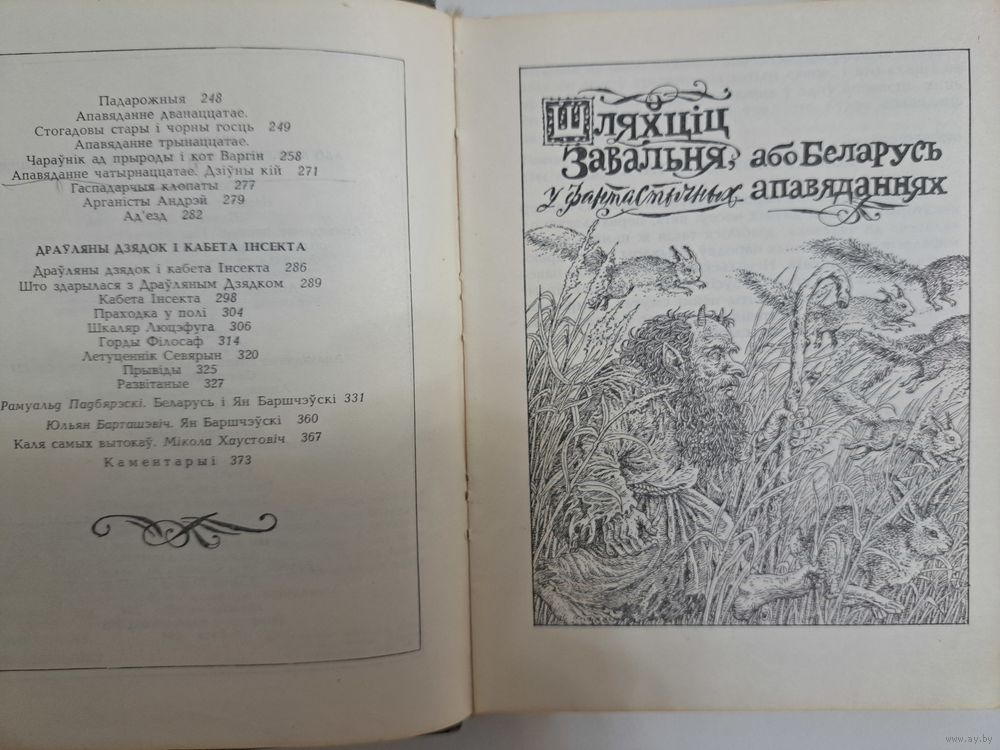 Падарожныя 248
Апавяданне дванаццатае.
Стогадовы стары і чорны госць 249
Апавяданне трынаццатае.
Чараўнік ад прыроды і кот Варгін 258
Апавяданне чатырнаццатае. Дзіўны кій 271
Гаспадарчыя клопаты 277
Арганісты Андрэй 279
Ад'езд 282
ДРАЎЛЯНЫ ДЗЯДОК І КАБЕТА ІНСЕКТА
Драўляны дзядок і кабета Інсекта 286
Што здарылася з Драўляным Дзядком 289
Кабета Інсекта 298
Праходка у полі 304
Шкаляр Люцэфуга 306
Горды Філосаф 314
Летуценнік Севярын 320
Прывіды 325
Развітаные 327
Рамуальд Падбярэскі. Беларусь і Ян Баршчэўскі 331
Юльян Барташэвіч. Ян Баршчэўскі 360
Каля самых вытокаў. Мікола Хаустовіч 367
Каментарыі 373
Шляхціц
Завальня, або Беларусь
у фантастычных апавяданнях
www.ay.by